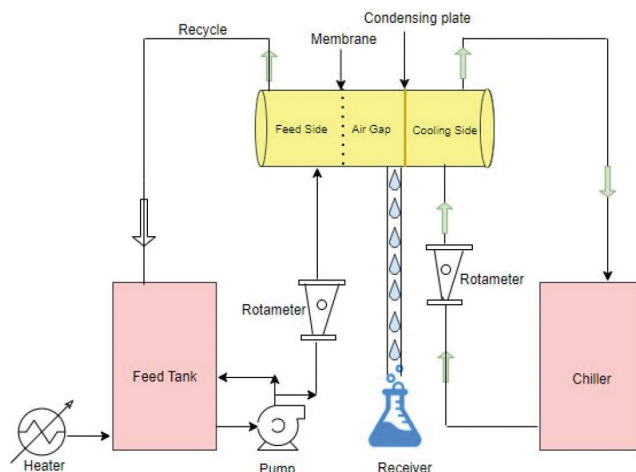 Condensing plate
Recycle
Membrane
Feed Side
Air Gap
Cooling Side
Rotameter
Rotameter
Feed Tank
Chiller
Heater
Pump
Receiver